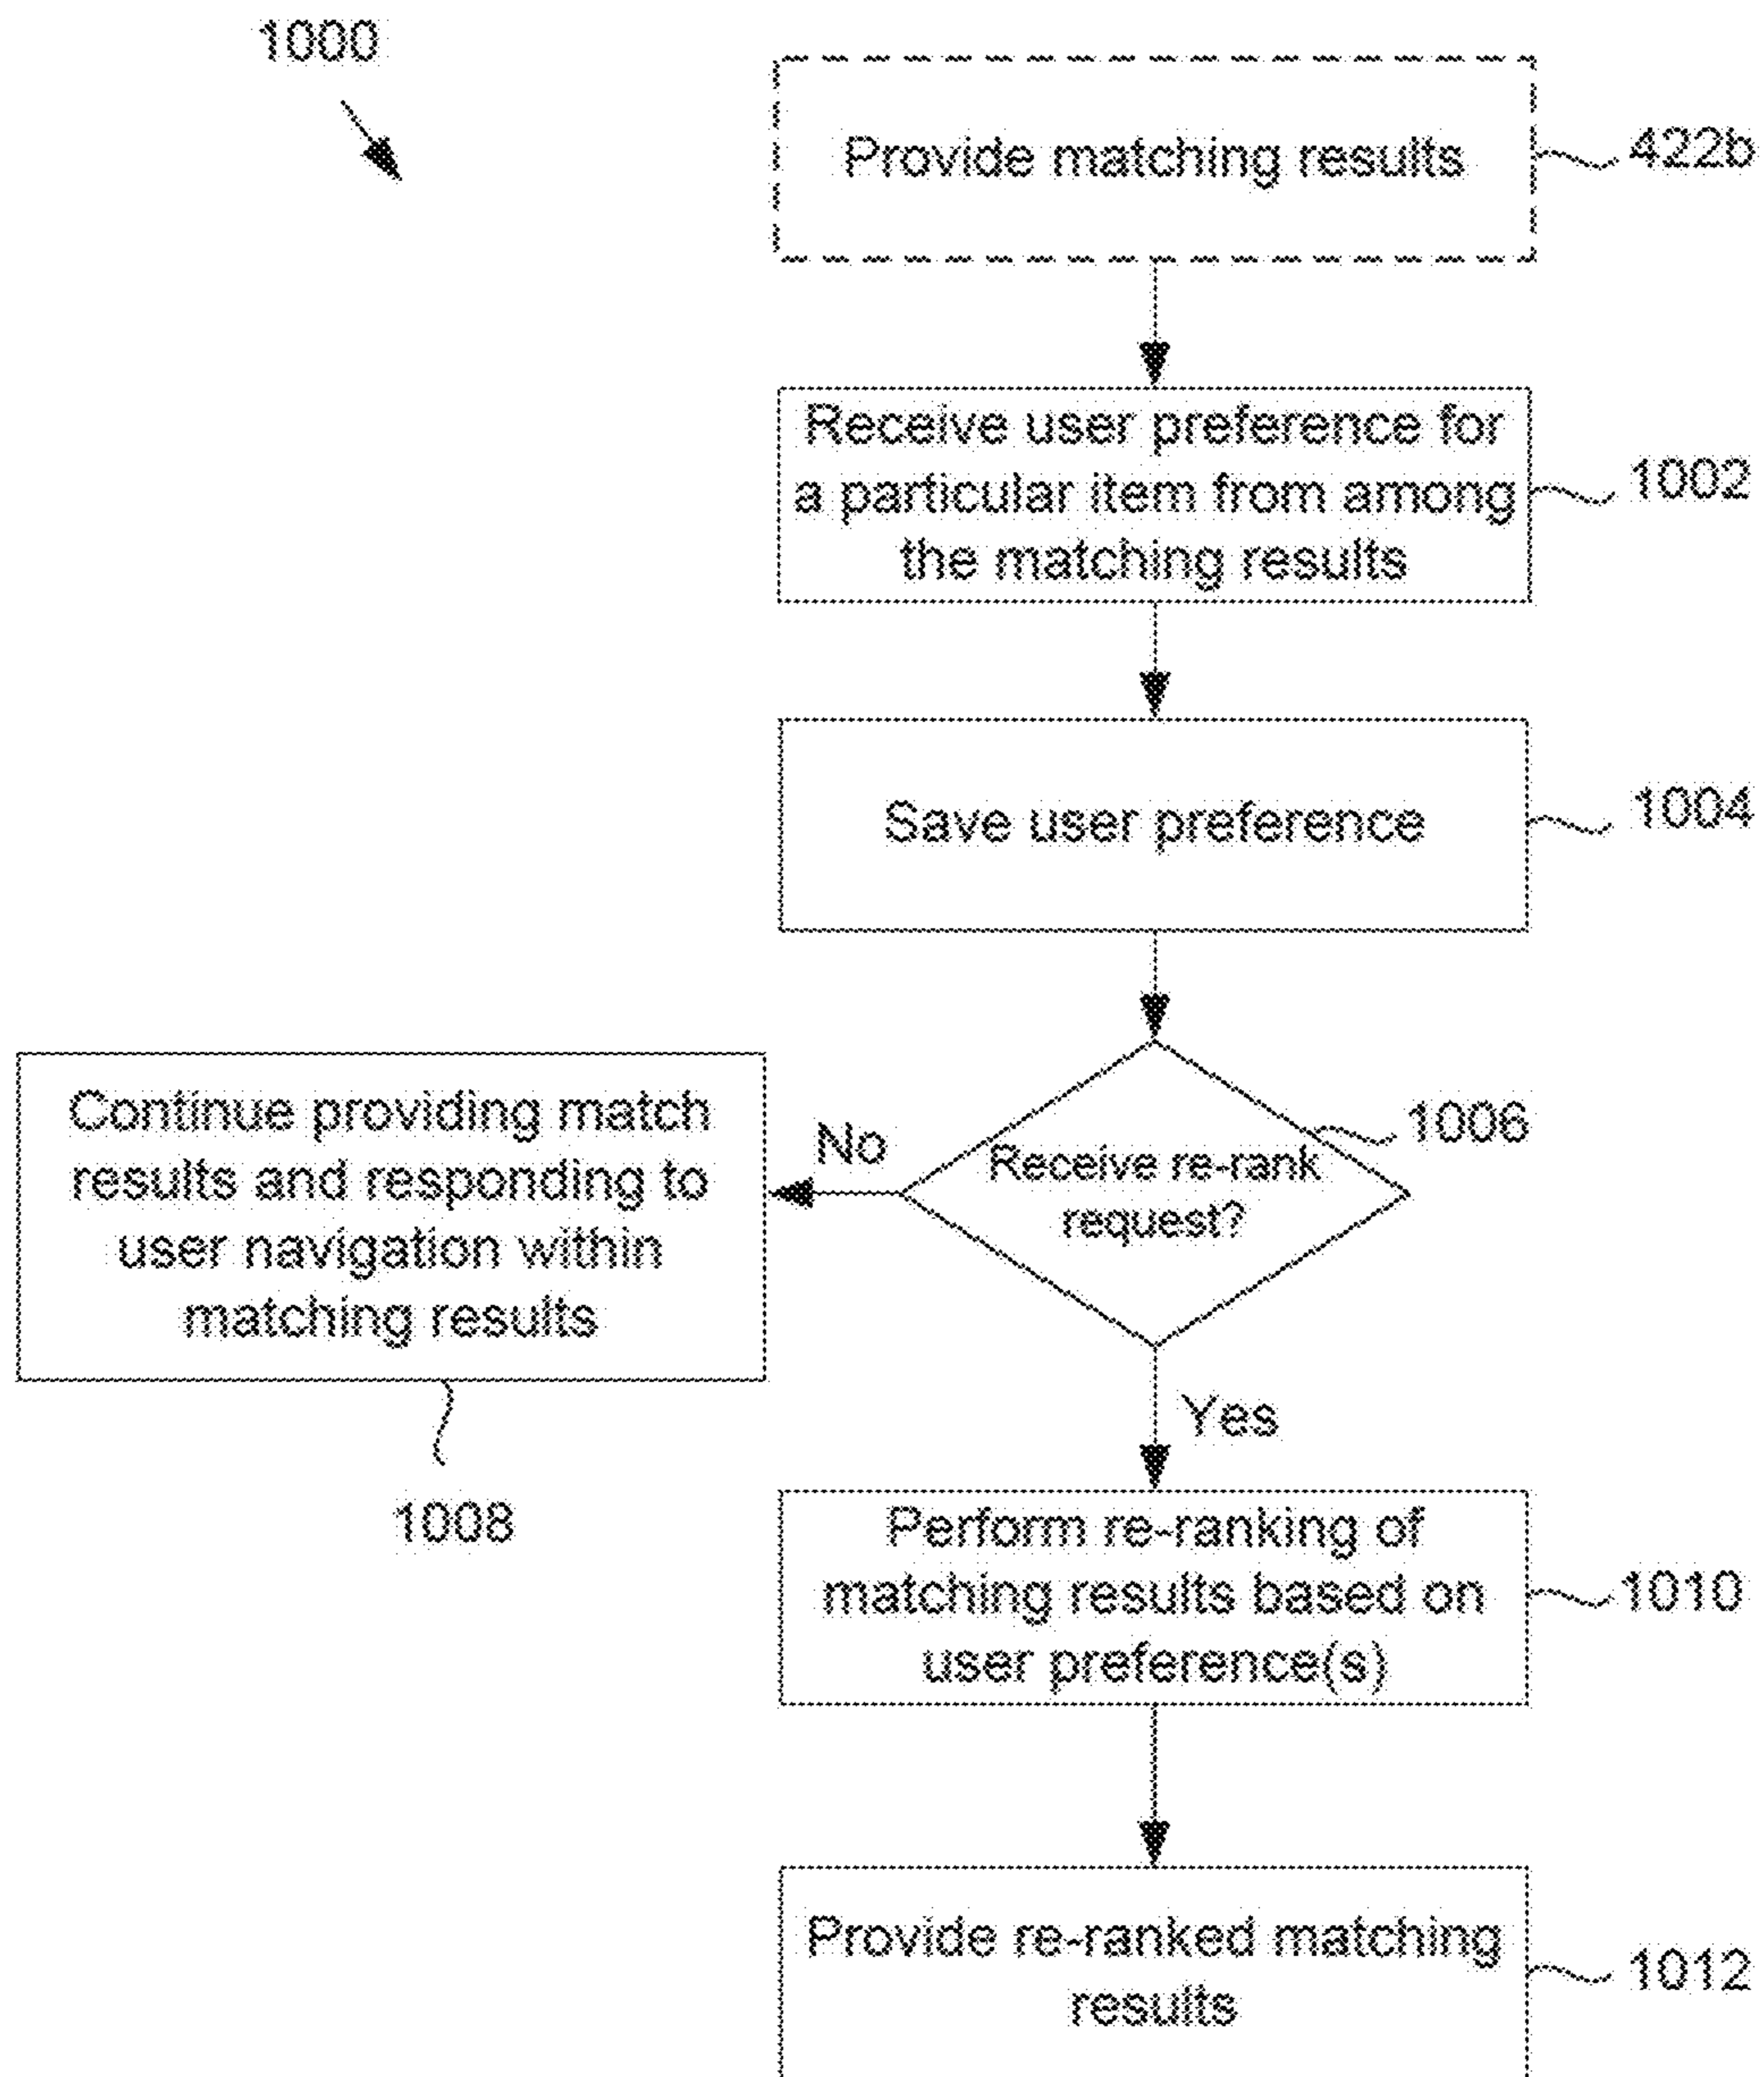 1000
Provide matching results
422b
Receive user preference for
a particular item from among
the matching results
1002
Save user preference
1004
Receive re-rank
request?
1006
No
Continue providing match
results and responding to
user navigation within
matching results
1008
Yes
Perform re-ranking of
matching results based on
user preference(s)
1010
Provide re-ranked matching
results
1012